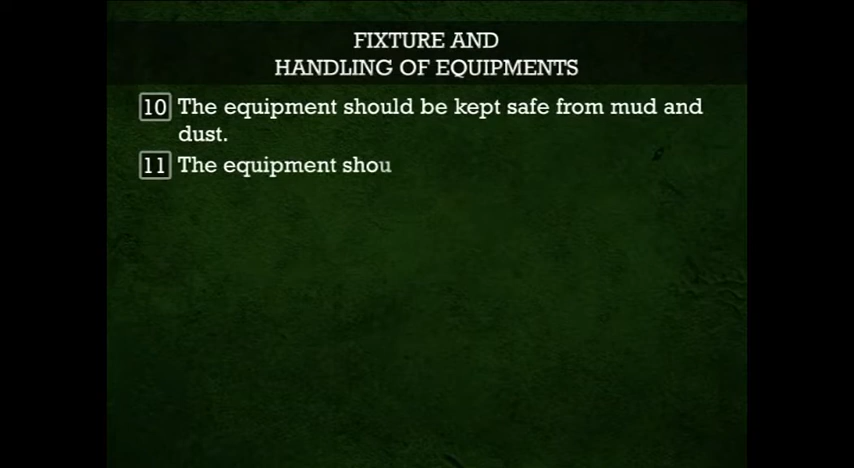 FIXTURE AND
HANDLING OF EQUIPMENTS
10 The equipment should be kept safe from mud and
dust.
11 The equipment shou